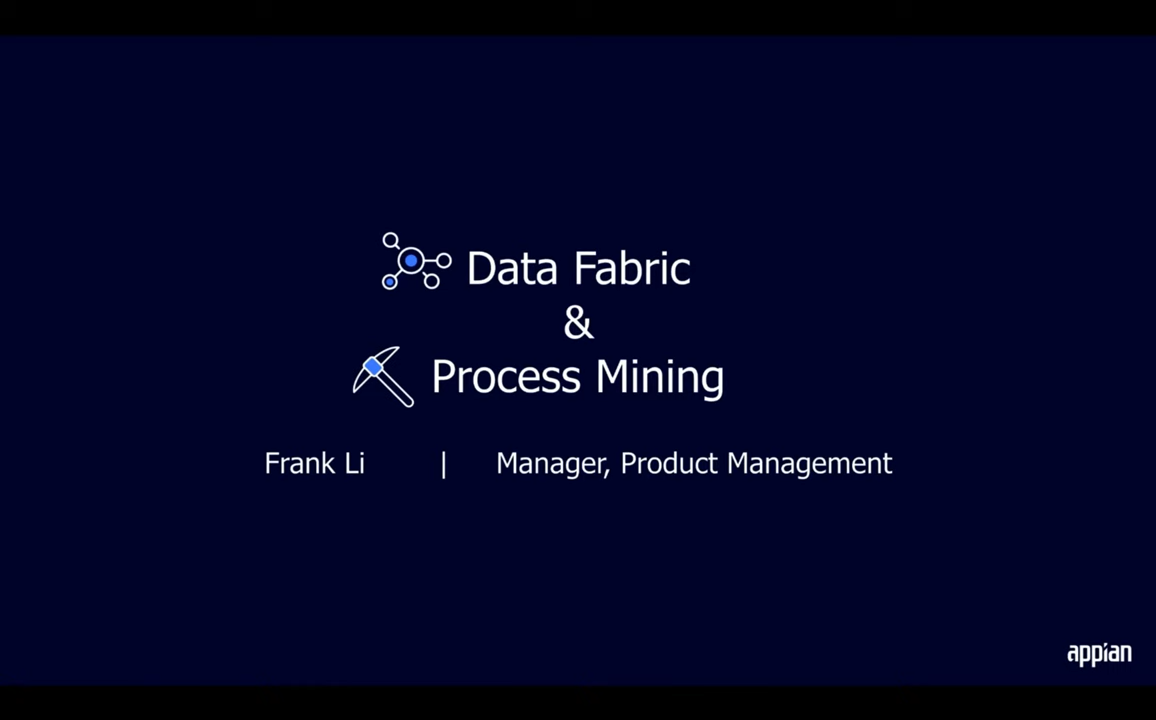 Data Fabric
&
Process Mining
Frank Li | Manager, Product Management
appian